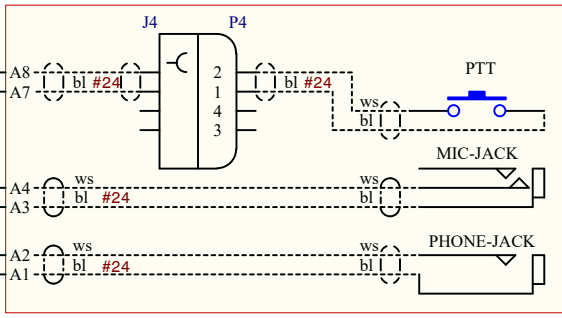 J4 P4
A8 bl #24 2 bl #24 PTT
A7 1
4 ws
3 bl
MIC-JACK
A4 ws ws
A3 bl #24 bl
PHONE-JACK
A2 ws ws
A1 bl #24 bl